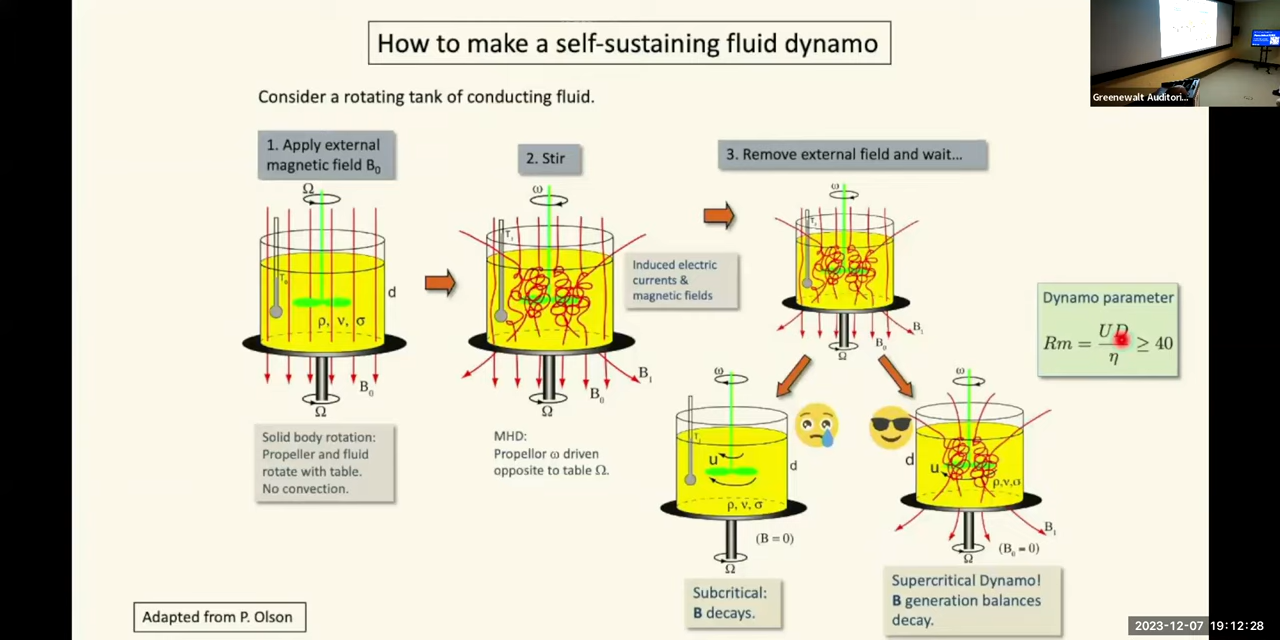 How to make a self-sustaining fluid dynamo
Greenewalt Auditori...
Consider a rotating tank of conducting fluid.
1. Apply external
magnetic field B₀
2. Stir
3. Remove external field and wait...
Ω
ω
ω
T₀
d
ρ, ν, σ
B₀
Ω
T₁
Induced electric
currents &
magnetic fields
B₁
B₀
Ω
B₁
B₀
Ω
Dynamo parameter
Rm = UD/η ≥ 40
Solid body rotation:
Propeller and fluid
rotate with table.
No convection.
MHD:
Propellor ω driven
opposite to table Ω.
ω
u
d
ρ, ν, σ
(B = 0)
Ω
ω
d
u
ρ,ν,σ
B₁
(B₀ = 0)
Ω
Subcritical:
B decays.
Supercritical Dynamo!
B generation balances
decay.
Adapted from P. Olson
2023-12-07 19:12:28